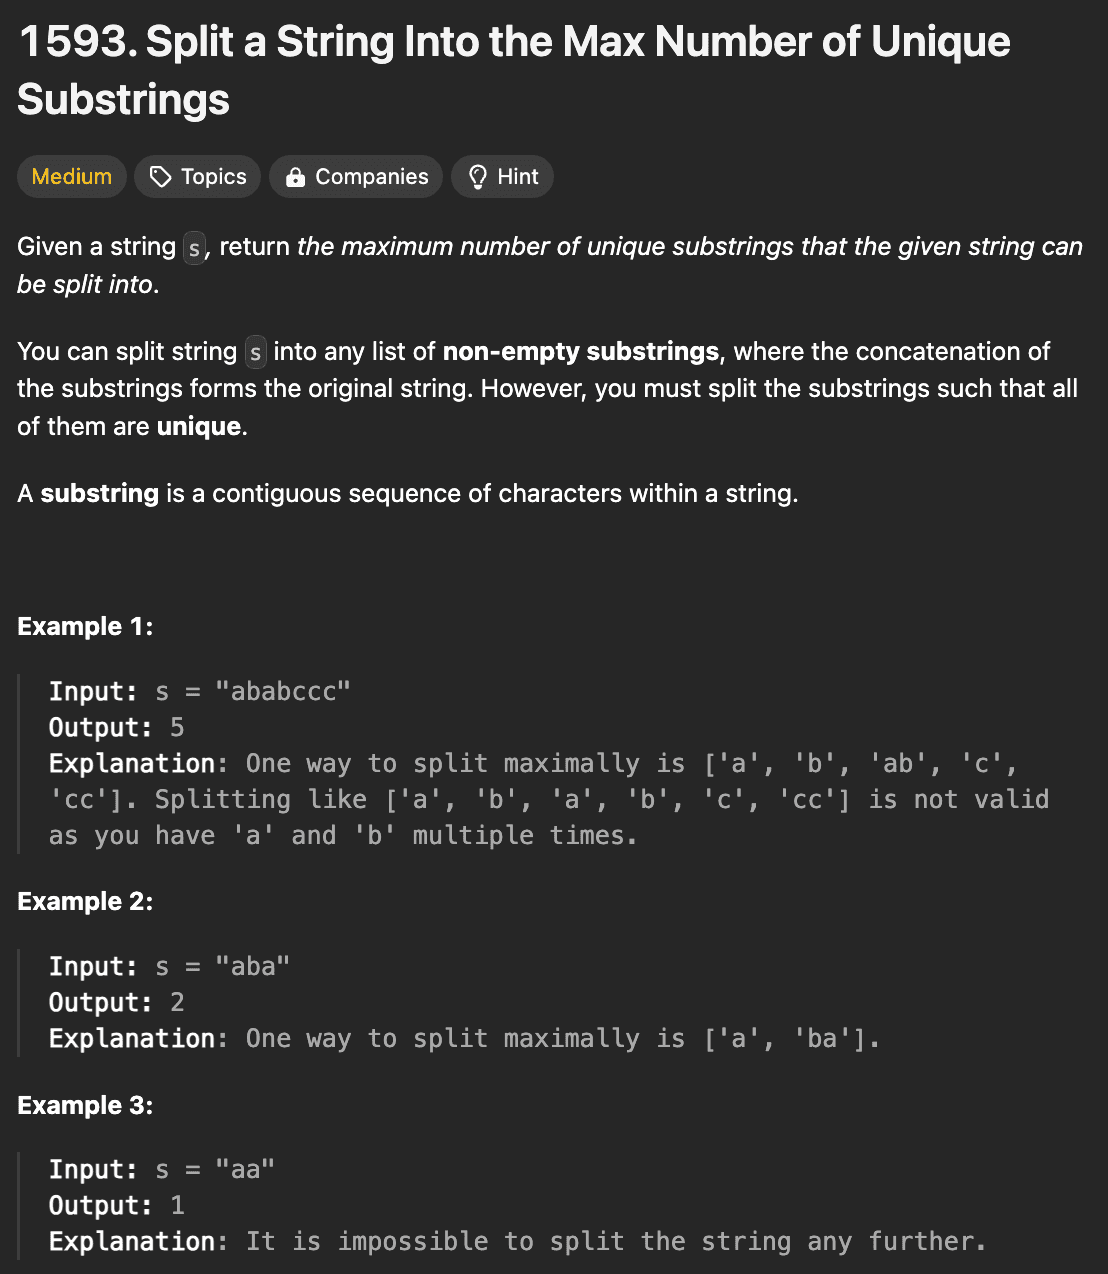 1593. Split a String Into the Max Number of Unique
Substrings
Medium Topics Companies Hint
Given a string s, return the maximum number of unique substrings that the given string can
be split into.
You can split string s into any list of non-empty substrings, where the concatenation of
the substrings forms the original string. However, you must split the substrings such that all
of them are unique.
A substring is a contiguous sequence of characters within a string.
Example 1:
Input: s = "ababccc"
Output: 5
Explanation: One way to split maximally is ['a', 'b', 'ab', 'c',
'cc']. Splitting like ['a', 'b', 'a', 'b', 'c', 'cc'] is not valid
as you have 'a' and 'b' multiple times.
Example 2:
Input: s = "aba"
Output: 2
Explanation: One way to split maximally is ['a', 'ba'].
Example 3:
Input: s = "aa"
Output: 1
Explanation: It is impossible to split the string any further.